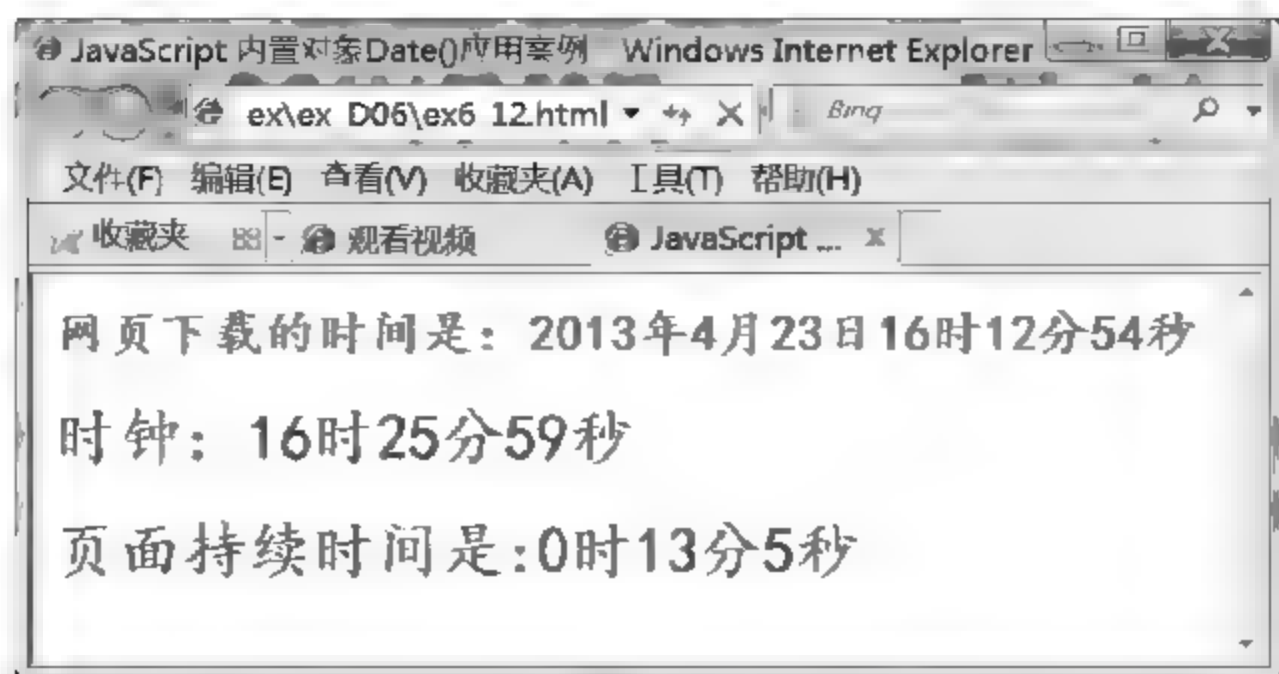 JavaScript 内置对象Date()应用案例 Windows Internet Explorer
ex\ex D06\ex6 12.html Bing
文件(F) 编辑(E) 查看(V) 收藏夹(A) 工具(T) 帮助(H)
收藏夹 观看视频 JavaScript ...
网页下载的时间是：2013年4月23日16时12分54秒
时钟：16时25分59秒
页面持续时间是:0时13分5秒